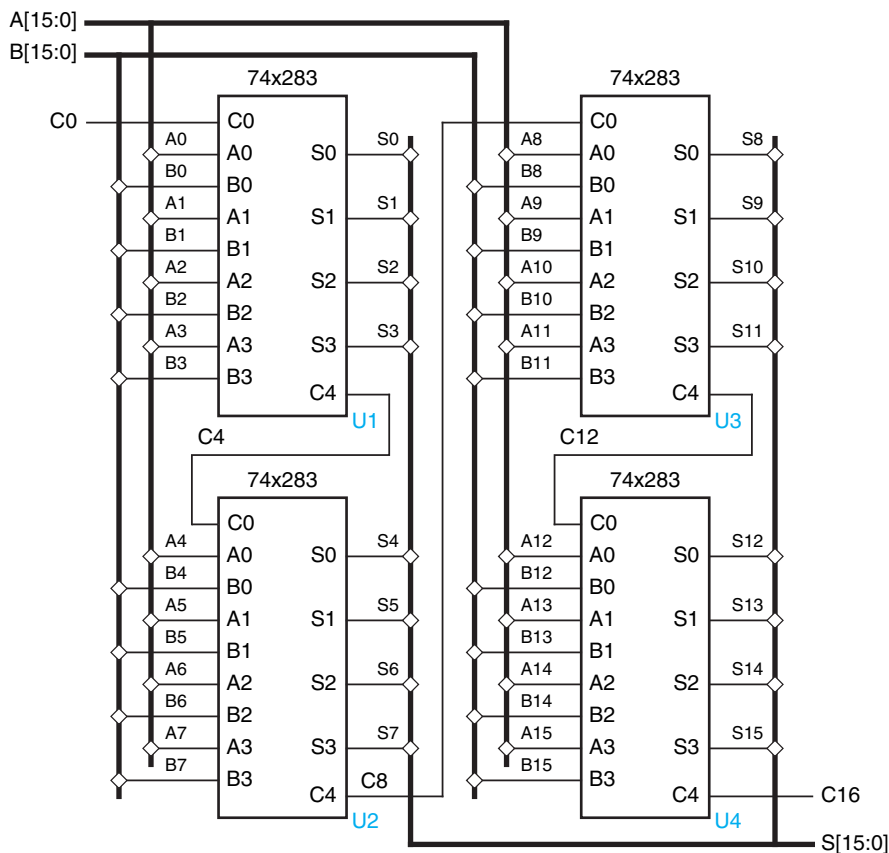 A[15:0]
B[15:0]
74x283
C0
C0
A0
A0
S0
S0
B0
B0
A1
A1
S1
S1
B1
B1
A2
A2
S2
S2
B2
B2
A3
A3
S3
S3
B3
B3
C4
U1
C4
74x283
C0
A4
A0
S0
S4
B4
B0
A5
A1
S1
S5
B5
B1
A6
A2
S2
S6
B6
B2
A7
A3
S3
S7
B7
B3
C4
C8
U2
74x283
C0
A8
A0
S0
S8
B8
B0
A9
A1
S1
S9
B9
B1
A10
A2
S2
S10
B10
B2
A11
A3
S3
S11
B11
B3
C4
U3
C12
74x283
C0
A12
A0
S0
S12
B12
B0
A13
A1
S1
S13
B13
B1
A14
A2
S2
S14
B14
B2
A15
A3
S3
S15
B15
B3
C4
C16
U4
S[15:0]